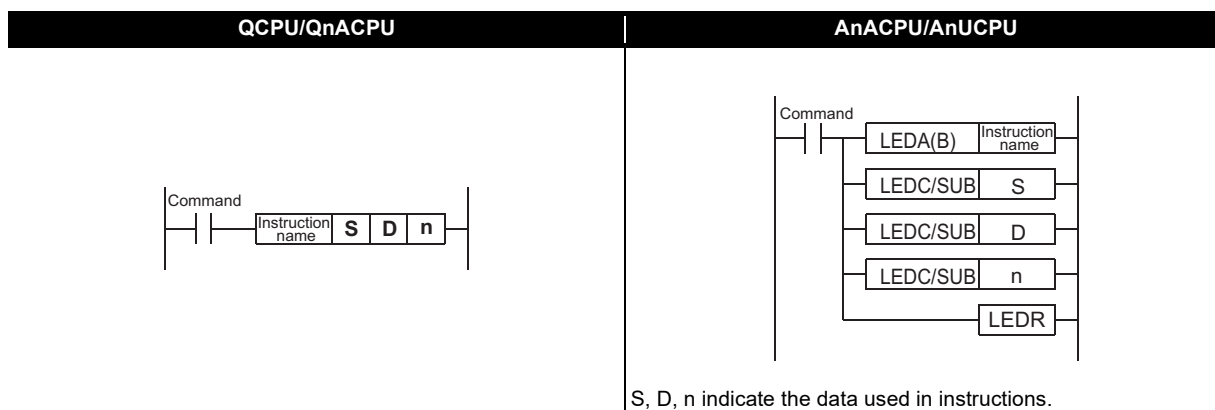 QCPU/QnACPU
AnACPU/AnUCPU
Command
Instruction
name
S D n
Command
LEDA(B) Instruction
name
LEDC/SUB S
LEDC/SUB D
LEDC/SUB n
LEDR
S, D, n indicate the data used in instructions.